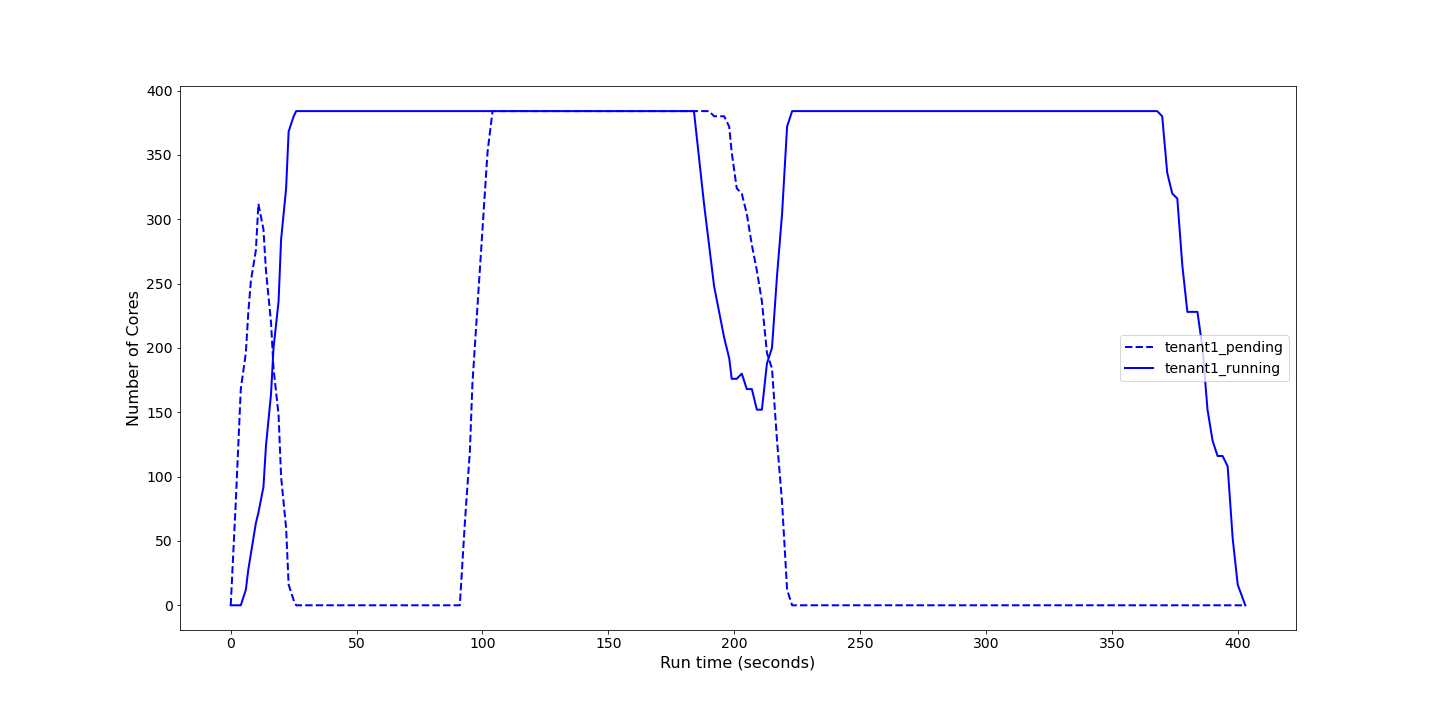 400
350
300
250
200
150
100
50
0
Number of Cores
tenant1_pending
tenant1_running
0 50 100 150 200 250 300 350 400
Run time (seconds)